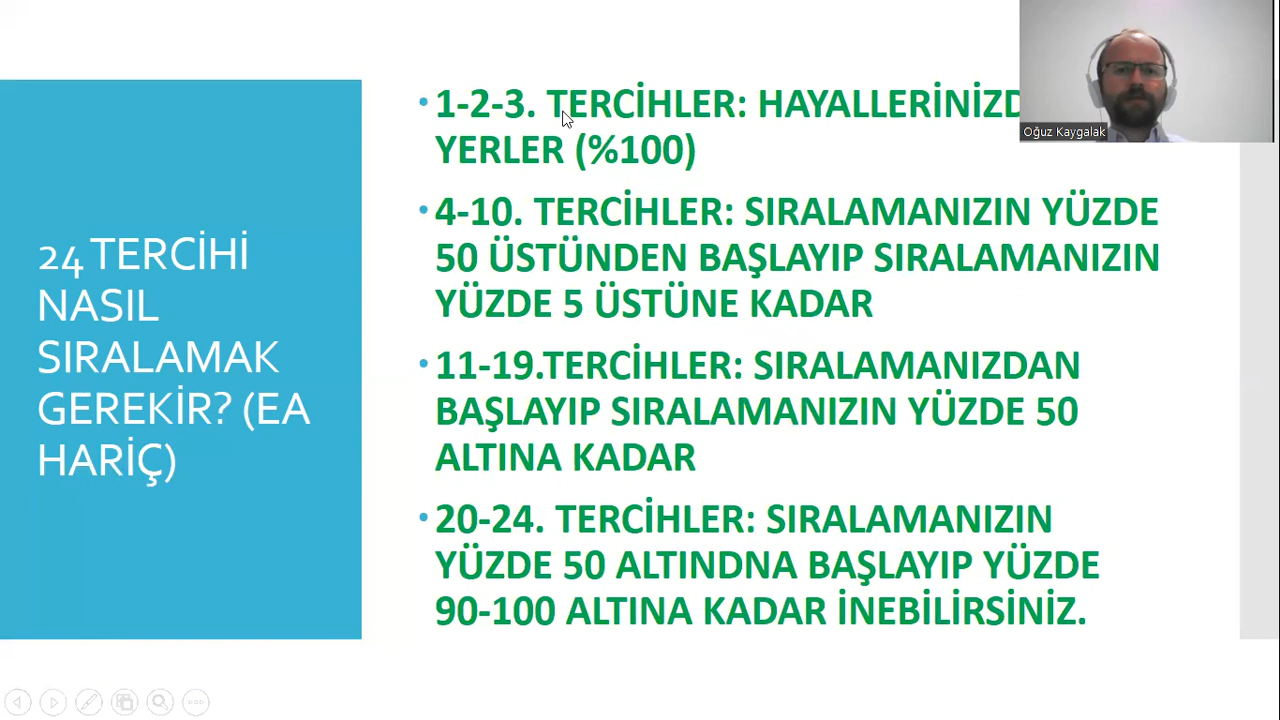 24 TERCİHİ
NASIL
SIRALAMAK
GEREKİR? (EA
HARİÇ)
• 1-2-3. TERCİHLER:
YERLER (%100)
• 4-10. TERCİHLER: SIRALAMANIZIN YÜZDE
50 ÜSTÜNDEN BAŞLAYIP SIRALAMANIZIN
YÜZDE 5 ÜSTÜNE KADAR
• 11-19.TERCİHLER: SIRALAMANIZDAN
BAŞLAYIP SIRALAMANIZIN YÜZDE 50
ALTINA KADAR
• 20-24. TERCİHLER: SIRALAMANIZIN
YÜZDE 50 ALTINDNA BAŞLAYIP YÜZDE
90-100 ALTINA KADAR İNEBİLİRSİNİZ.
Oğuz Kaygalak